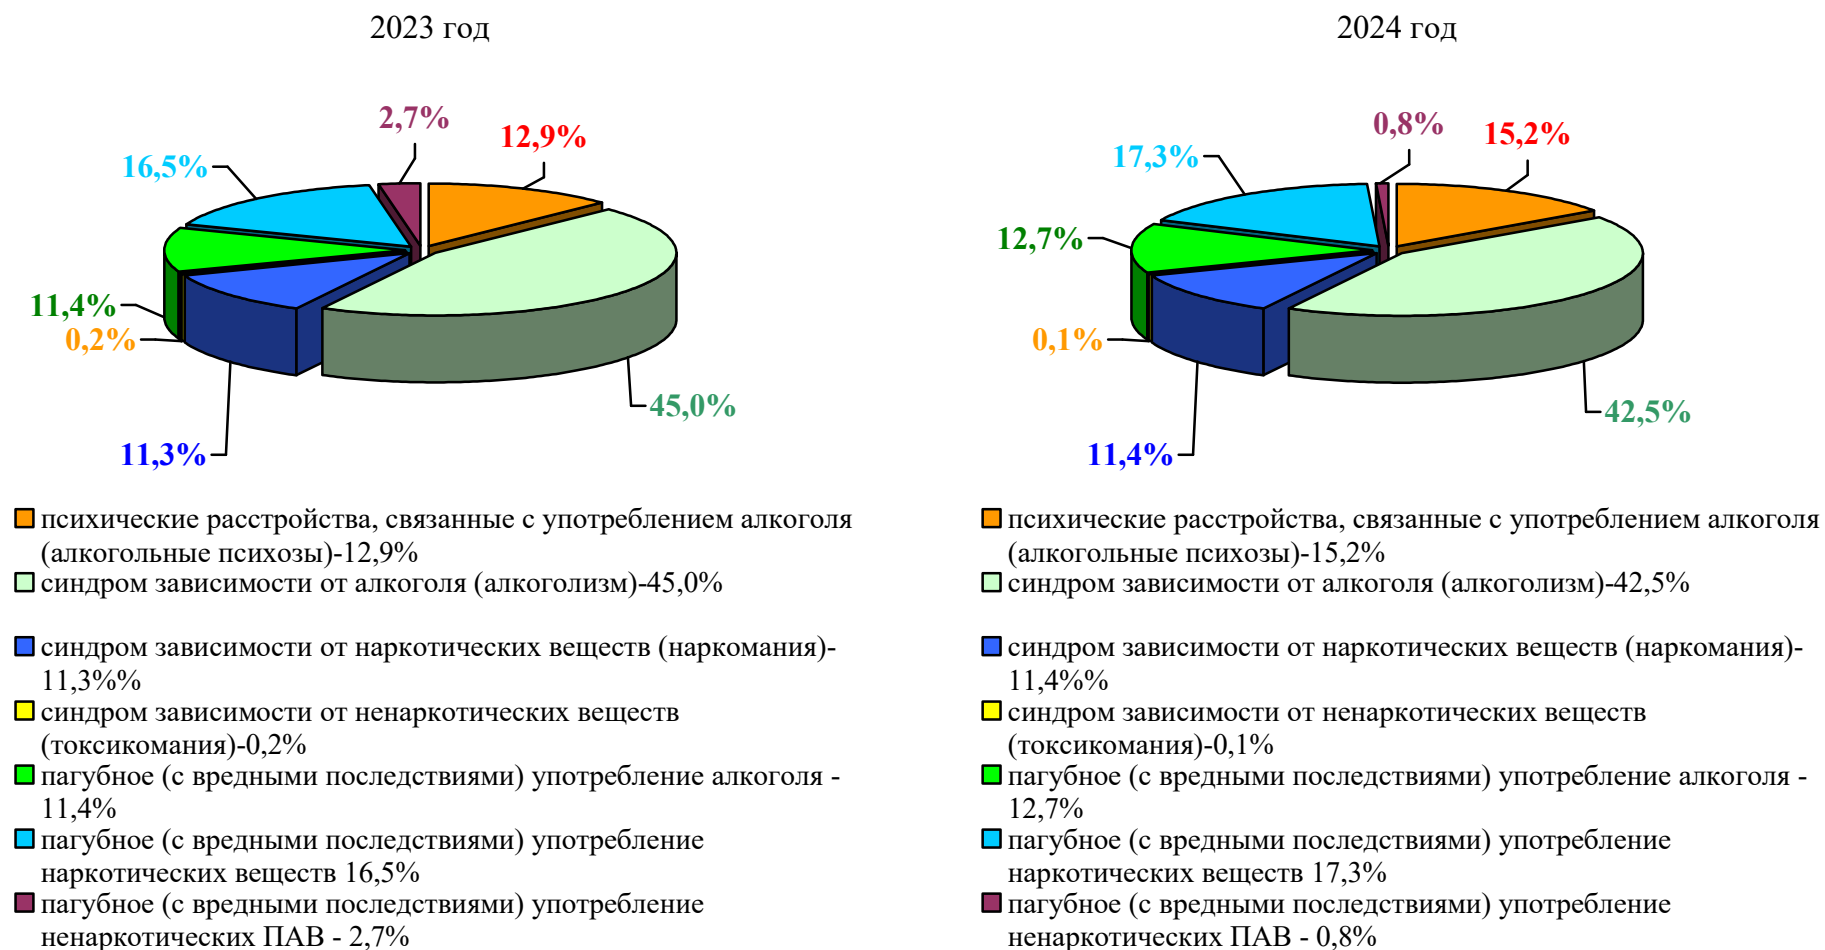 2023 год
2,7%
12,9%
16,5%
11,4%
0,2%
45,0%
11,3%
психические расстройства, связанные с употреблением алкоголя
(алкогольные психозы)-12,9%
синдром зависимости от алкоголя (алкоголизм)-45,0%
синдром зависимости от наркотических веществ (наркомания)-
11,3%%
синдром зависимости от ненаркотических веществ
(токсикомания)-0,2%
пагубное (с вредными последствиями) употребление алкоголя -
11,4%
пагубное (с вредными последствиями) употребление
наркотических веществ 16,5%
пагубное (с вредными последствиями) употребление
ненаркотических ПАВ - 2,7%
2024 год
0,8%
15,2%
17,3%
12,7%
0,1%
42,5%
11,4%
психические расстройства, связанные с употреблением алкоголя
(алкогольные психозы)-15,2%
синдром зависимости от алкоголя (алкоголизм)-42,5%
синдром зависимости от наркотических веществ (наркомания)-
11,4%%
синдром зависимости от ненаркотических веществ
(токсикомания)-0,1%
пагубное (с вредными последствиями) употребление алкоголя -
12,7%
пагубное (с вредными последствиями) употребление
наркотических веществ 17,3%
пагубное (с вредными последствиями) употребление
ненаркотических ПАВ - 0,8%